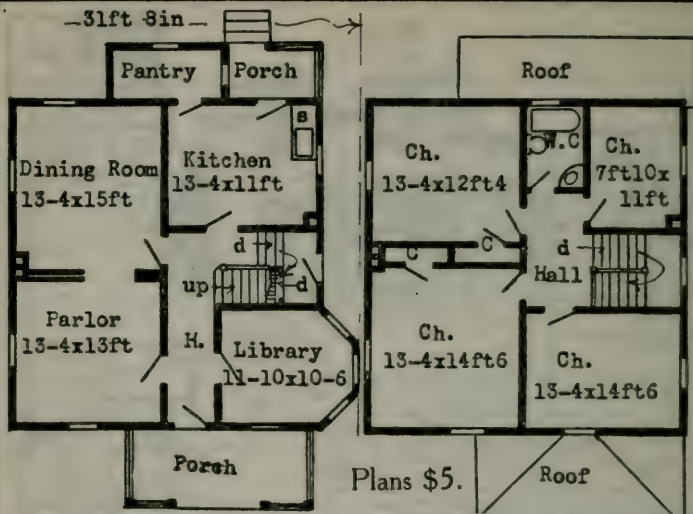 31ft 8in
Pantry
Porch
s
Dining Room
13-4x15ft
Kitchen
13-4x11ft
d
up
d
Parlor
13-4x13ft
H.
Library
11-10x10-6
Porch
Plans $5.
Roof
Ch.
13-4x12ft4
W.C
Ch.
7ft10x
11ft
C
C
d
Hall
Ch.
13-4x14ft6
Ch.
13-4x14ft6
Roof